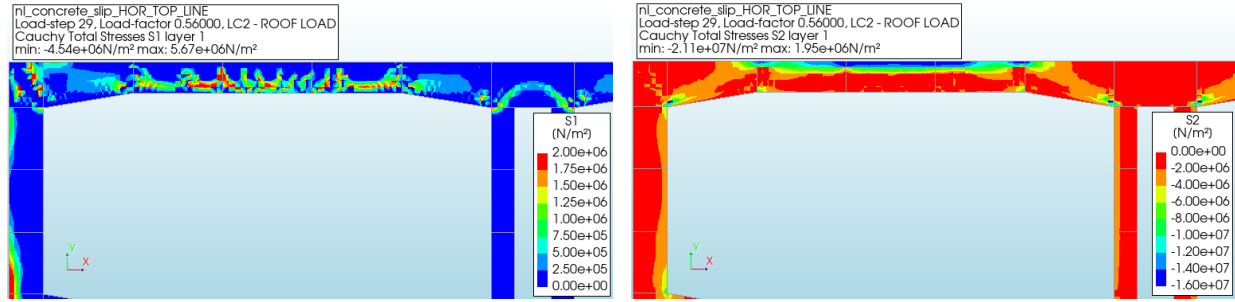 nl_concrete_slip_HOR_TOP_LINE
Load-step 29, Load-factor 0.56000, LC2 - ROOF LOAD
Cauchy Total Stresses S1 layer 1
min: -4.54e+06N/m² max: 5.67e+06N/m²
S1
(N/m²)
2.00e+06
1.75e+06
1.50e+06
1.25e+06
1.00e+06
7.50e+05
5.00e+05
2.50e+05
0.00e+00
Y
X
nl_concrete_slip_HOR_TOP_LINE
Load-step 29, Load-factor 0.56000, LC2 - ROOF LOAD
Cauchy Total Stresses S2 layer 1
min: -2.11e+07N/m² max: 1.95e+06N/m²
S2
(N/m²)
0.00e+00
-2.00e+06
-4.00e+06
-6.00e+06
-8.00e+06
-1.00e+07
-1.20e+07
-1.40e+07
-1.60e+07
Y
X